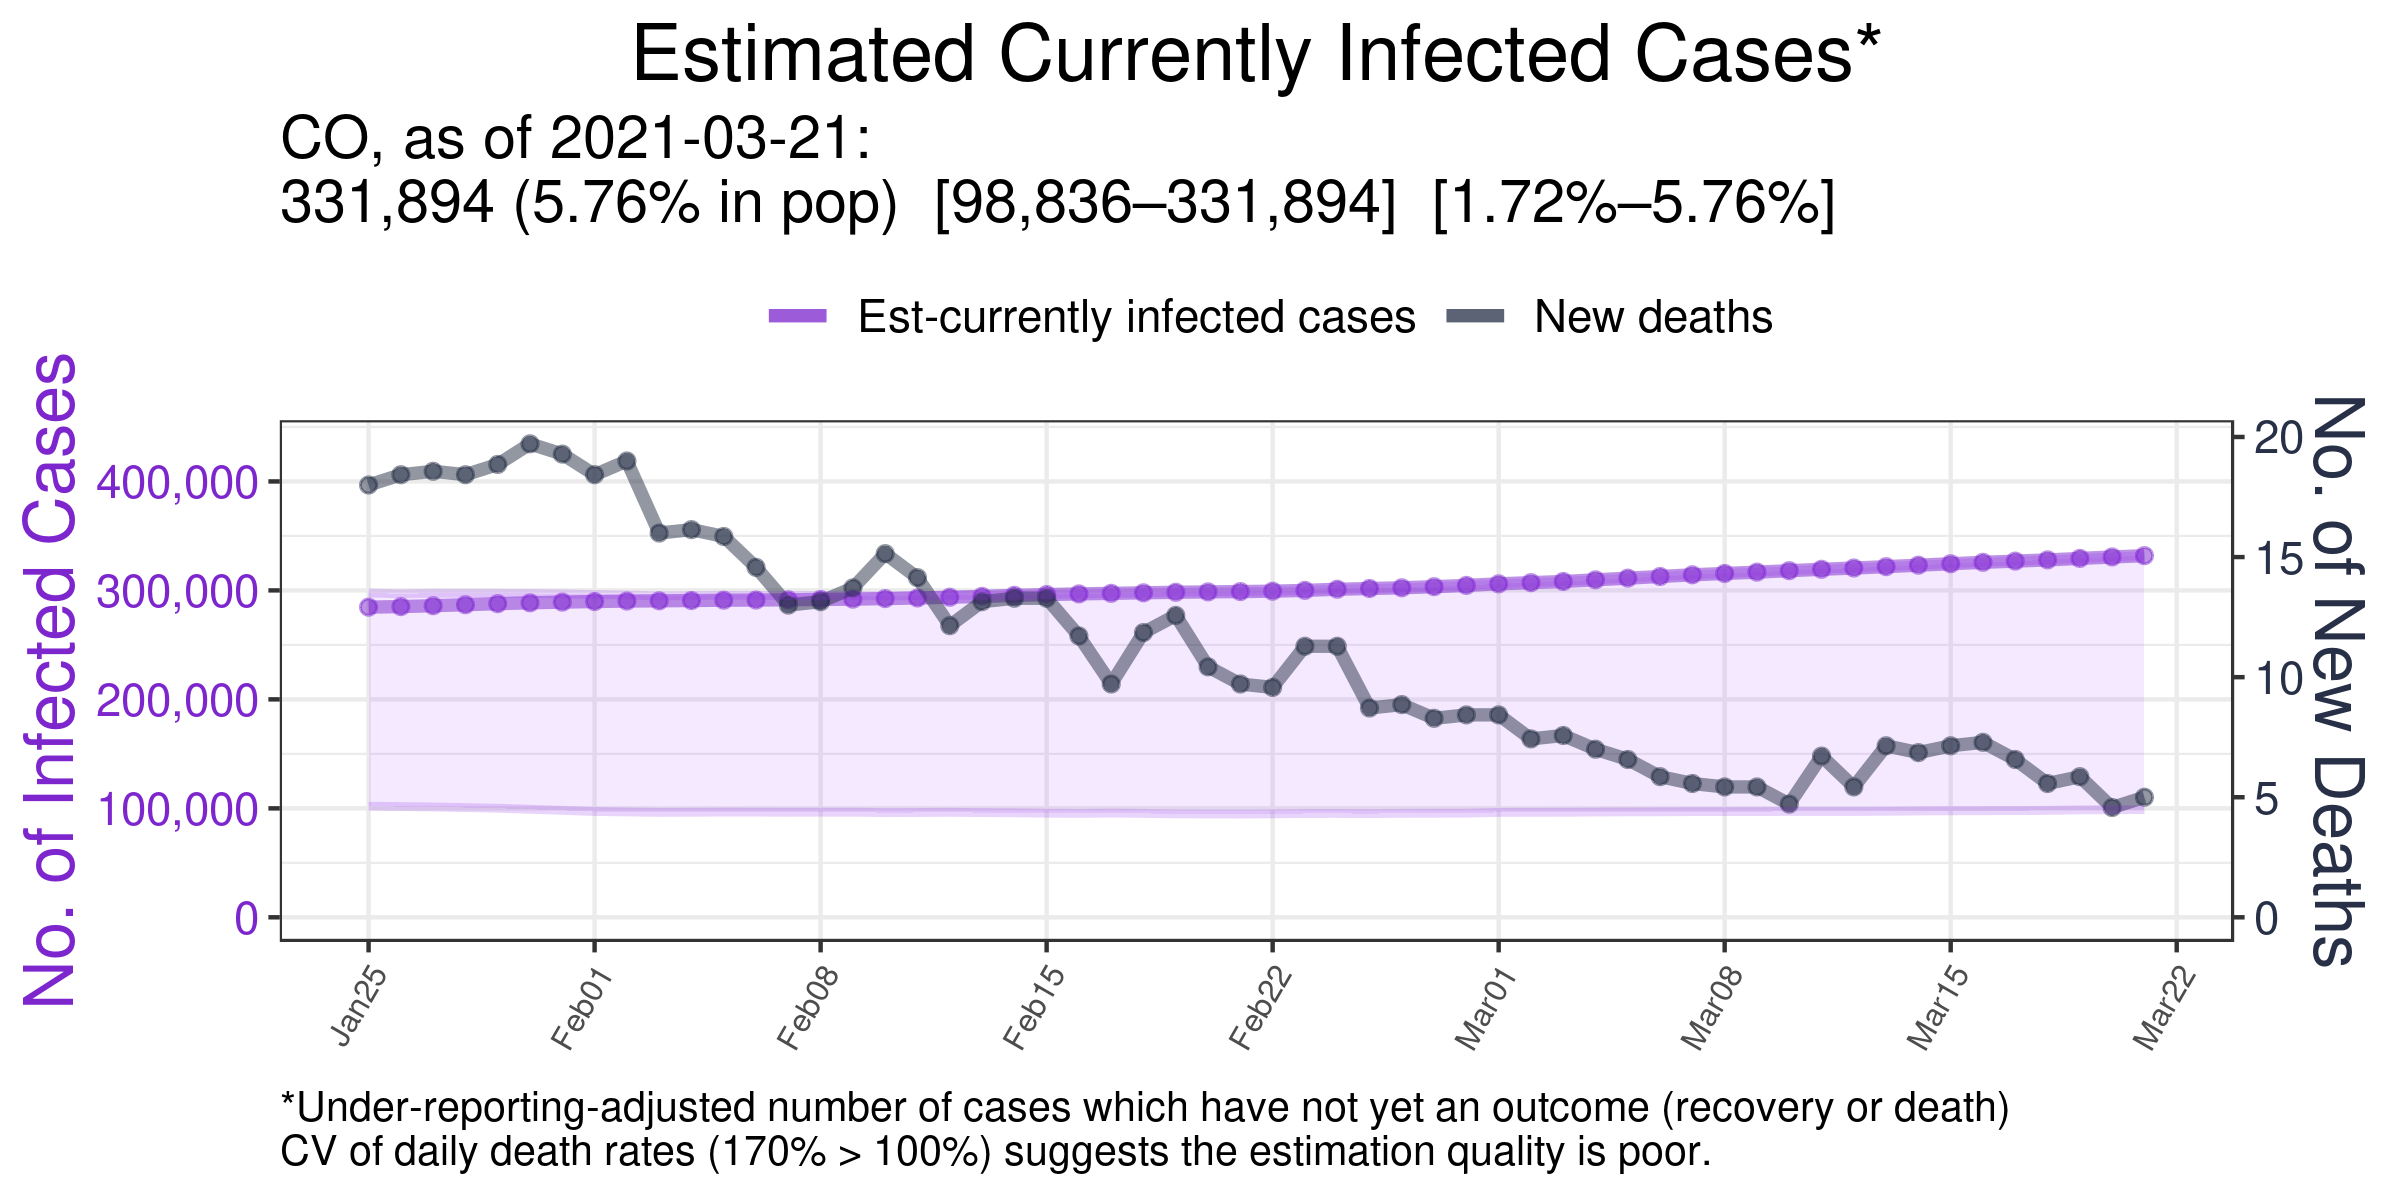 Estimated Currently Infected Cases*
CO, as of 2021-03-21:
331,894 (5.76% in pop)  [98,836–331,894]  [1.72%–5.76%]
Est-currently infected cases
New deaths
No. of Infected Cases
400,000
300,000
200,000
100,000
0
20
15
10
5
0
No. of New Deaths
Jan25
Feb01
Feb08
Feb15
Feb22
Mar01
Mar08
Mar15
Mar22
*Under-reporting-adjusted number of cases which have not yet an outcome (recovery or death)
CV of daily death rates (170% > 100%) suggests the estimation quality is poor.